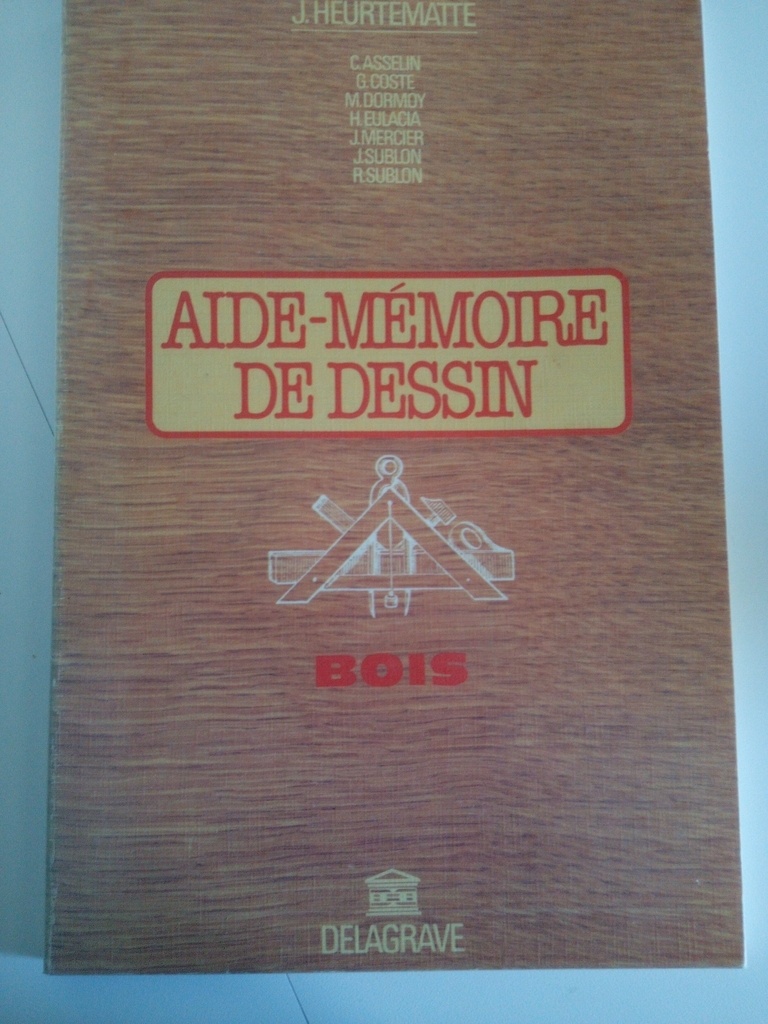 J. HEURTEMATTE
C. ASSELIN
G. COSTE
M. DORMOY
H. EULACIA
J. MERCIER
J. SUBLON
R. SUBLON
AIDE-MÉMOIRE
DE DESSIN
BOIS
DELAGRAVE